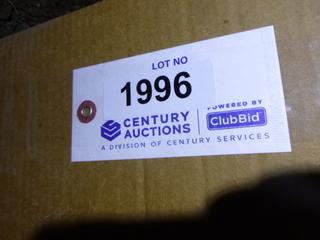 LOT NO
1996
CENTURY
AUCTIONS
POWERED BY
ClubBid
A DIVISION OF CENTURY SERVICES